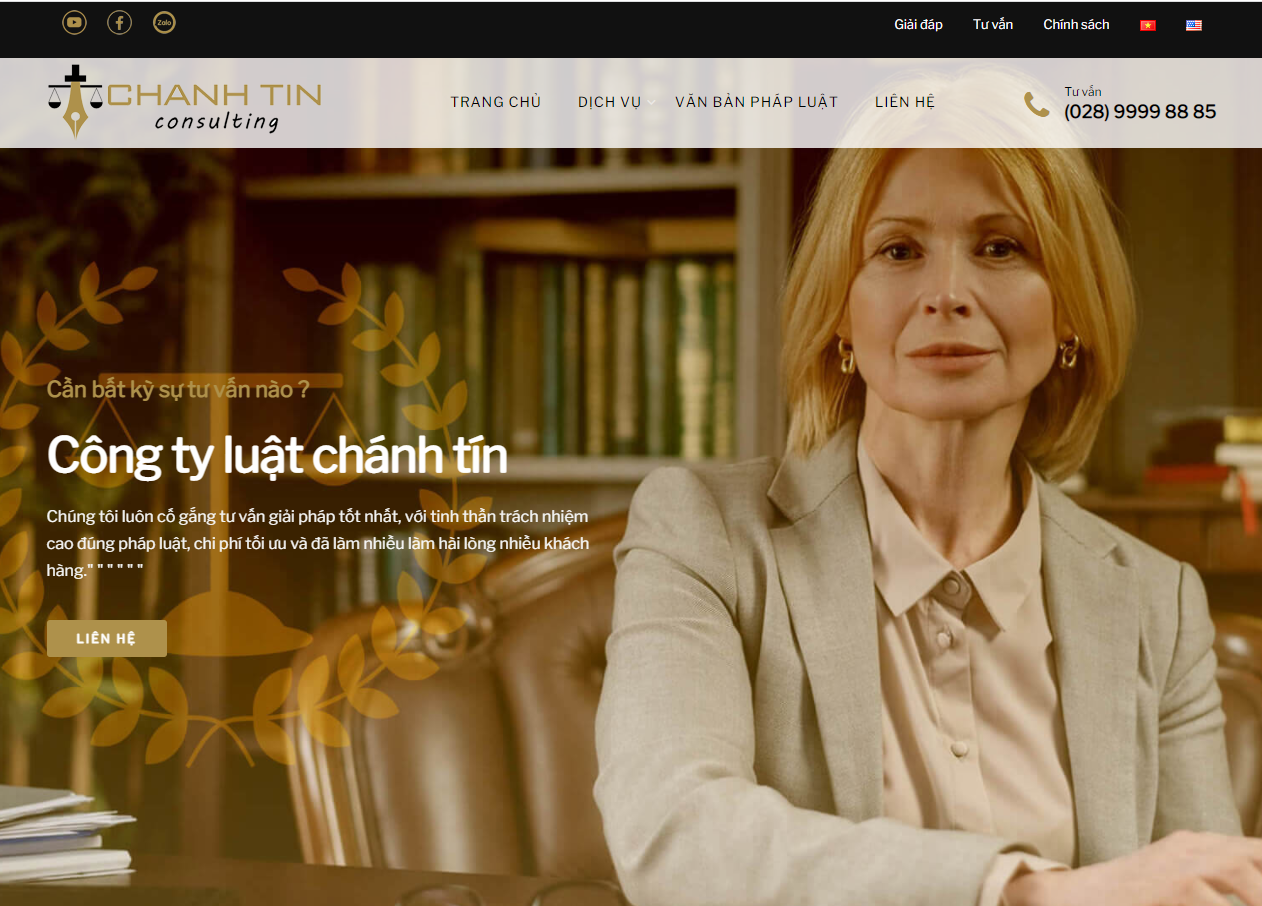 Zalo
Giải đáp Tư vấn Chính sách
CHANH TIN
consulting
TRANG CHỦ DỊCH VỤ VĂN BẢN PHÁP LUẬT LIÊN HỆ
Tư vấn
(028) 9999 88 85
Cần bất kỳ sự tư vấn nào ?
Công ty luật chánh tín
Chúng tôi luôn cố gắng tư vấn giải pháp tốt nhất, với tinh thần trách nhiệm
cao đúng pháp luật, chi phí tối ưu và đã làm nhiều làm hài lòng nhiều khách
hàng." " " " " "
LIÊN HỆ